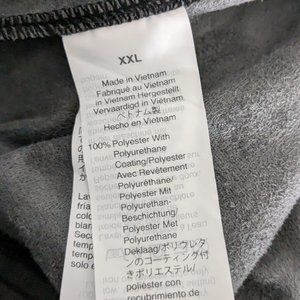 XXL
Made in Vietnam
Fabriqué au Vietnam
in Vietnam Hergestellt
Vervaardigd in Vietnam
ベトナム製
Hecho en Vietnam
100% Polyester With
Polyurethane
Coating/Polyester
Avec Revêtement
Polyuréthane/
Polyester Mit
Polyurethan-
Beschichtung/
Polyester Met
Polyurethane
Deklaag/ポリウレタ
ンのコーティング付
きポリエステル/
poliéster con
recubrimiento de